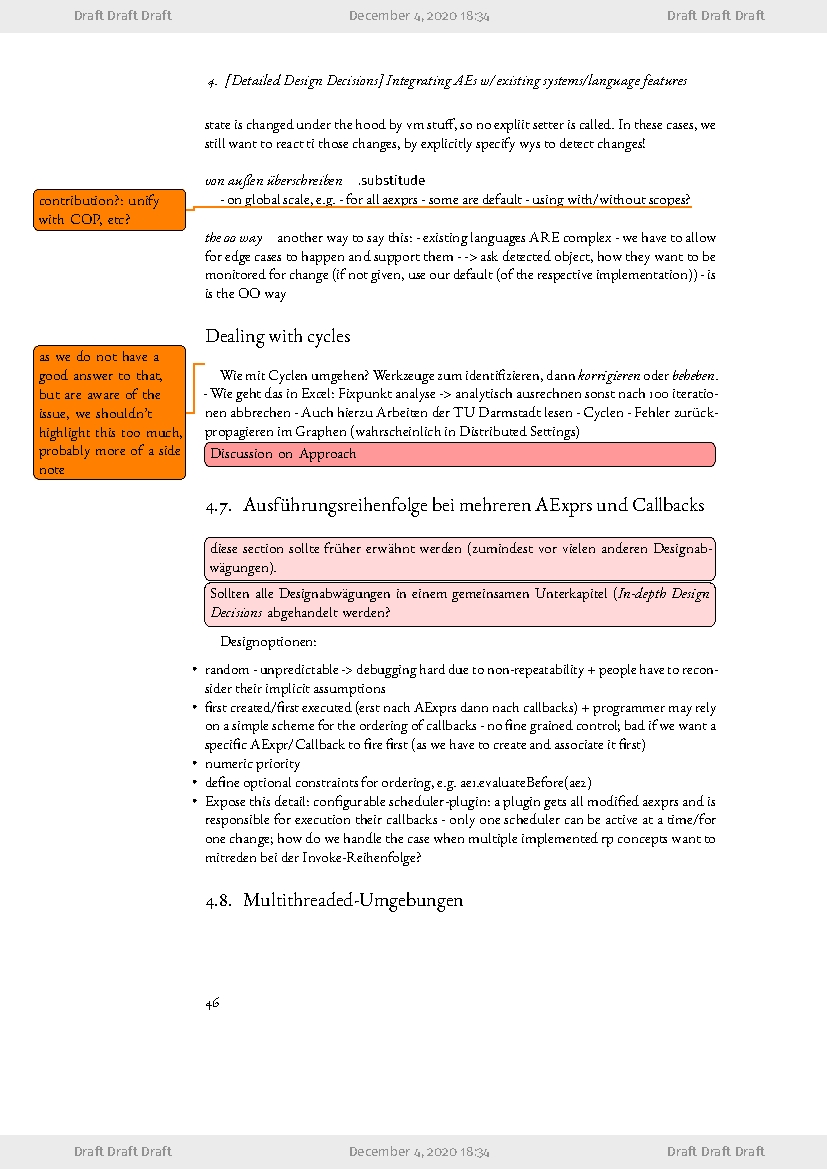 Draft Draft Draft December 4, 2020 18:34 Draft Draft Draft
4. [Detailed Design Decisions] Integrating AEs w/ existing systems/language features
state is changed under the hood by vm stuff, so no expliit setter is called. In these cases, we
still want to react ti those changes, by explicitly specify wys to detect changes!
von außen überschreiben .substitude
- on global scale, e.g. - for all aexprs - some are default - using with/without scopes?
contribution?: unify
with COP, etc?
the oo way another way to say this: - existing languages ARE complex - we have to allow
for edge cases to happen and support them - -> ask detected object, how they want to be
monitored for change (if not given, use our default (of the respective implementation)) - is
is the OO way
Dealing with cycles
as we do not have a
good answer to that,
but are aware of the
issue, we shouldn't
highlight this too much,
probably more of a side
note
Wie mit Cyclen umgehen? Werkzeuge zum identifizieren, dann korrigieren oder beheben.
- Wie geht das in Excel: Fixpunkt analyse -> analytisch ausrechnen sonst nach 100 iteratio-
nen abbrechen - Auch hierzu Arbeiten der TU Darmstadt lesen - Cyclen - Fehler zurück-
propagieren im Graphen (wahrscheinlich in Distributed Settings)
Discussion on Approach
4.7. Ausführungsreihenfolge bei mehreren AExprs und Callbacks
diese section sollte früher erwähnt werden (zumindest vor vielen anderen Designab-
wägungen).
Sollten alle Designabwägungen in einem gemeinsamen Unterkapitel (In-depth Design
Decisions abgehandelt werden?
Designoptionen:
• random - unpredictable -> debugging hard due to non-repeatability + people have to recon-
sider their implicit assumptions
• first created/first executed (erst nach AExprs dann nach callbacks) + programmer may rely
on a simple scheme for the ordering of callbacks - no fine grained control; bad if we want a
specific AExpr/Callback to fire first (as we have to create and associate it first)
• numeric priority
• define optional constraints for ordering, e.g. ae1.evaluateBefore(ae2)
• Expose this detail: configurable scheduler-plugin: a plugin gets all modified aexprs and is
responsible for execution their callbacks - only one scheduler can be active at a time/for
one change; how do we handle the case when multiple implemented rp concepts want to
mitreden bei der Invoke-Reihenfolge?
4.8. Multithreaded-Umgebungen
46
Draft Draft Draft December 4, 2020 18:34 Draft Draft Draft